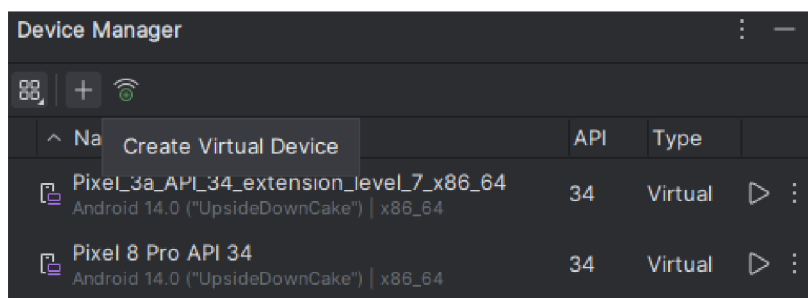 Device Manager
Na
API
Type
Create Virtual Device
Pixel_3a_API_34_extension_level_7_x86_64
34
Virtual
Android 14.0 ("UpsideDownCake") | x86_64
Pixel 8 Pro API 34
34
Virtual
Android 14.0 ("UpsideDownCake") | x86_64